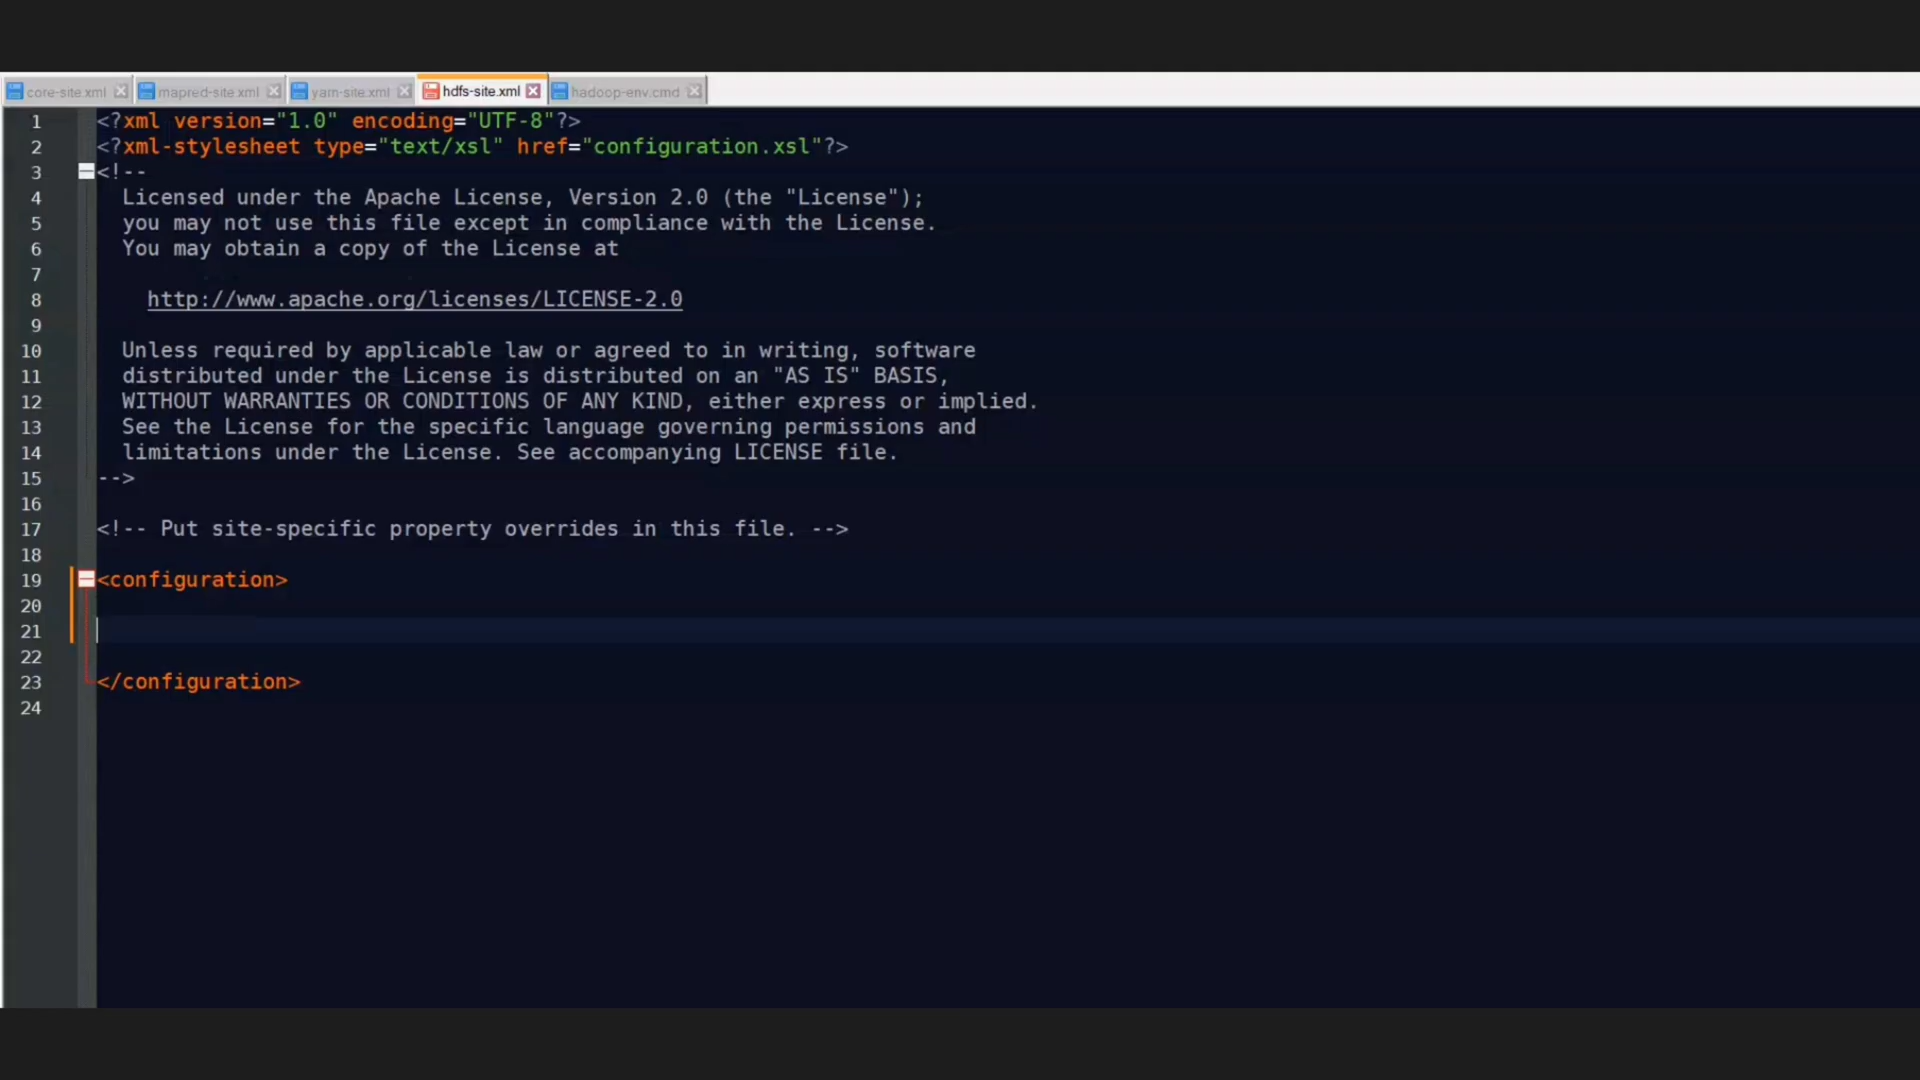 core-site.xml mapred-site.xml yarn-site.xml hdfs-site.xml hadoop-env.cmd
1 <?xml version="1.0" encoding="UTF-8"?>
2 <?xml-stylesheet type="text/xsl" href="configuration.xsl"?>
3 <!--
4 Licensed under the Apache License, Version 2.0 (the "License");
5 you may not use this file except in compliance with the License.
6 You may obtain a copy of the License at
7
8 http://www.apache.org/licenses/LICENSE-2.0
9
10 Unless required by applicable law or agreed to in writing, software
11 distributed under the License is distributed on an "AS IS" BASIS,
12 WITHOUT WARRANTIES OR CONDITIONS OF ANY KIND, either express or implied.
13 See the License for the specific language governing permissions and
14 limitations under the License. See accompanying LICENSE file.
15 -->
16
17 <!-- Put site-specific property overrides in this file. -->
18
19 <configuration>
20
21
22
23 </configuration>
24